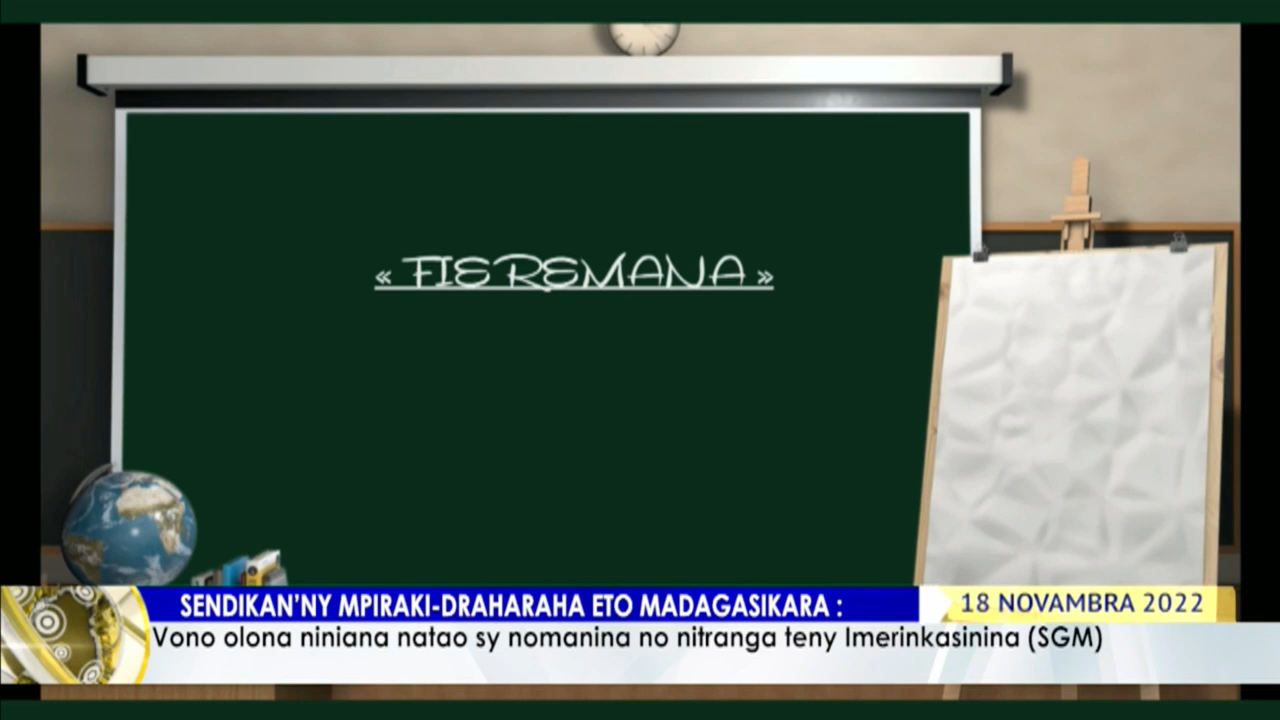 « FIEREMANA »
SENDIKAN’NY MPIRAKI-DRAHARAHA ETO MADAGASIKARA :
18 NOVAMBRA 2022
Vono olona niniana natao sy nomanina no nitranga teny Imerinkasinina (SGM)